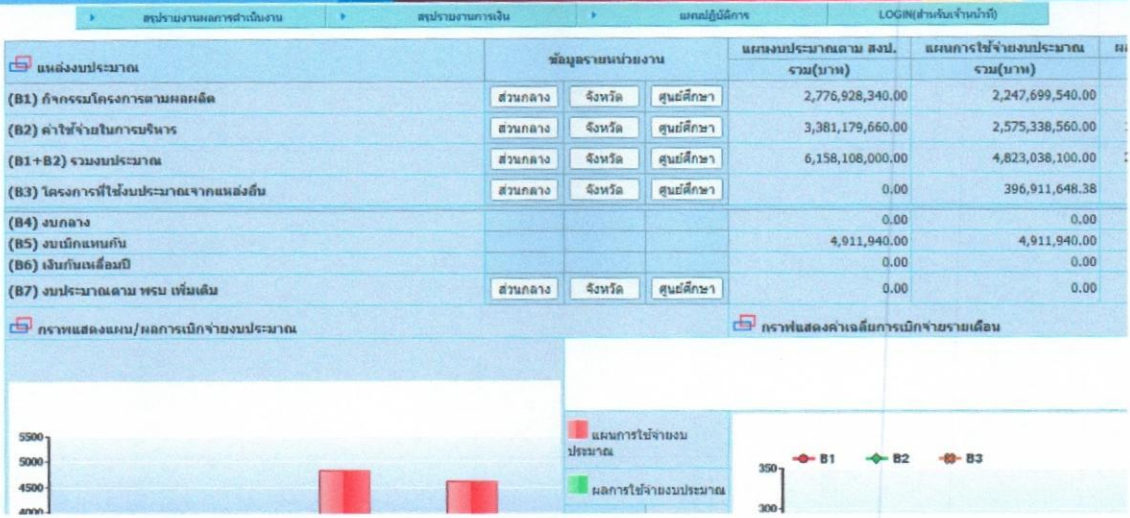 สรุปรายงานผลการดำเนินงาน สรุปรายงานการเงิน แผนปฏิบัติการ LOGIN(สำหรับเจ้าหน้าที่)
แหล่งงบประมาณ ข้อมูลรายหน่วยงาน แผนงบประมาณตาม สงป. แผนการใช้จ่ายงบประมาณ
รวม(บาท) รวม(บาท)
(B1) กิจกรรมโครงการตามผลผลิต ส่วนกลาง จังหวัด ศูนย์ศึกษา 2,776,928,340.00 2,247,699,540.00
(B2) ค่าใช้จ่ายในการบริหาร ส่วนกลาง จังหวัด ศูนย์ศึกษา 3,381,179,660.00 2,575,338,560.00
(B1+B2) รวมงบประมาณ ส่วนกลาง จังหวัด ศูนย์ศึกษา 6,158,108,000.00 4,823,038,100.00
(B3) โครงการที่ใช้งบประมาณจากแหล่งอื่น ส่วนกลาง จังหวัด ศูนย์ศึกษา 0.00 396,911,648.38
(B4) งบกลาง 0.00 0.00
(B5) งบเบิกแทนกัน 4,911,940.00 4,911,940.00
(B6) เงินกันเหลื่อมปี 0.00 0.00
(B7) งบประมาณตาม พรบ เพิ่มเติม ส่วนกลาง จังหวัด ศูนย์ศึกษา 0.00 0.00
กราฟแสดงแผน/ผลการเบิกจ่ายงบประมาณ กราฟแสดงค่าเฉลี่ยการเบิกจ่ายรายเดือน
5500
5000
4500
4000
แผนการใช้จ่ายงบ
ประมาณ
ผลการใช้จ่ายงบประมาณ
B1 B2 B3
350
300